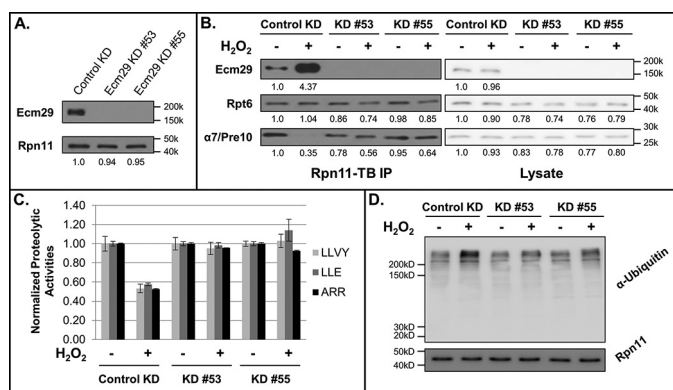 A.
Control KD
Ecm29 KD #53
Ecm29 KD #55
Ecm29
200k
150k
Rpn11
50k
40k
1.0 0.94 0.95
B.
Control KD KD #53 KD #55 Control KD KD #53 KD #55
H2O2 - + - + - + - + - + - +
Ecm29
200k
150k
1.0 4.37 1.0 0.96
Rpt6
50k
40k
1.0 1.04 0.86 0.74 0.98 0.85 1.0 0.90 0.78 0.74 0.76 0.79
α7/Pre10
30k
25k
1.0 0.35 0.78 0.56 0.95 0.64 1.0 0.93 0.83 0.78 0.77 0.80
Rpn11-TB IP Lysate
C.
Normalized Proteolytic Activities
1.40
1.20
1.00
0.80
0.60
0.40
0.20
0.00
LLVY
LLE
ARR
H2O2 - + - + - +
Control KD KD #53 KD #55
D.
Control KD KD #53 KD #55
H2O2 - + - + - +
200kD
150kD
30kD
20kD
α-Ubiquitin
50kD
40kD
Rpn11